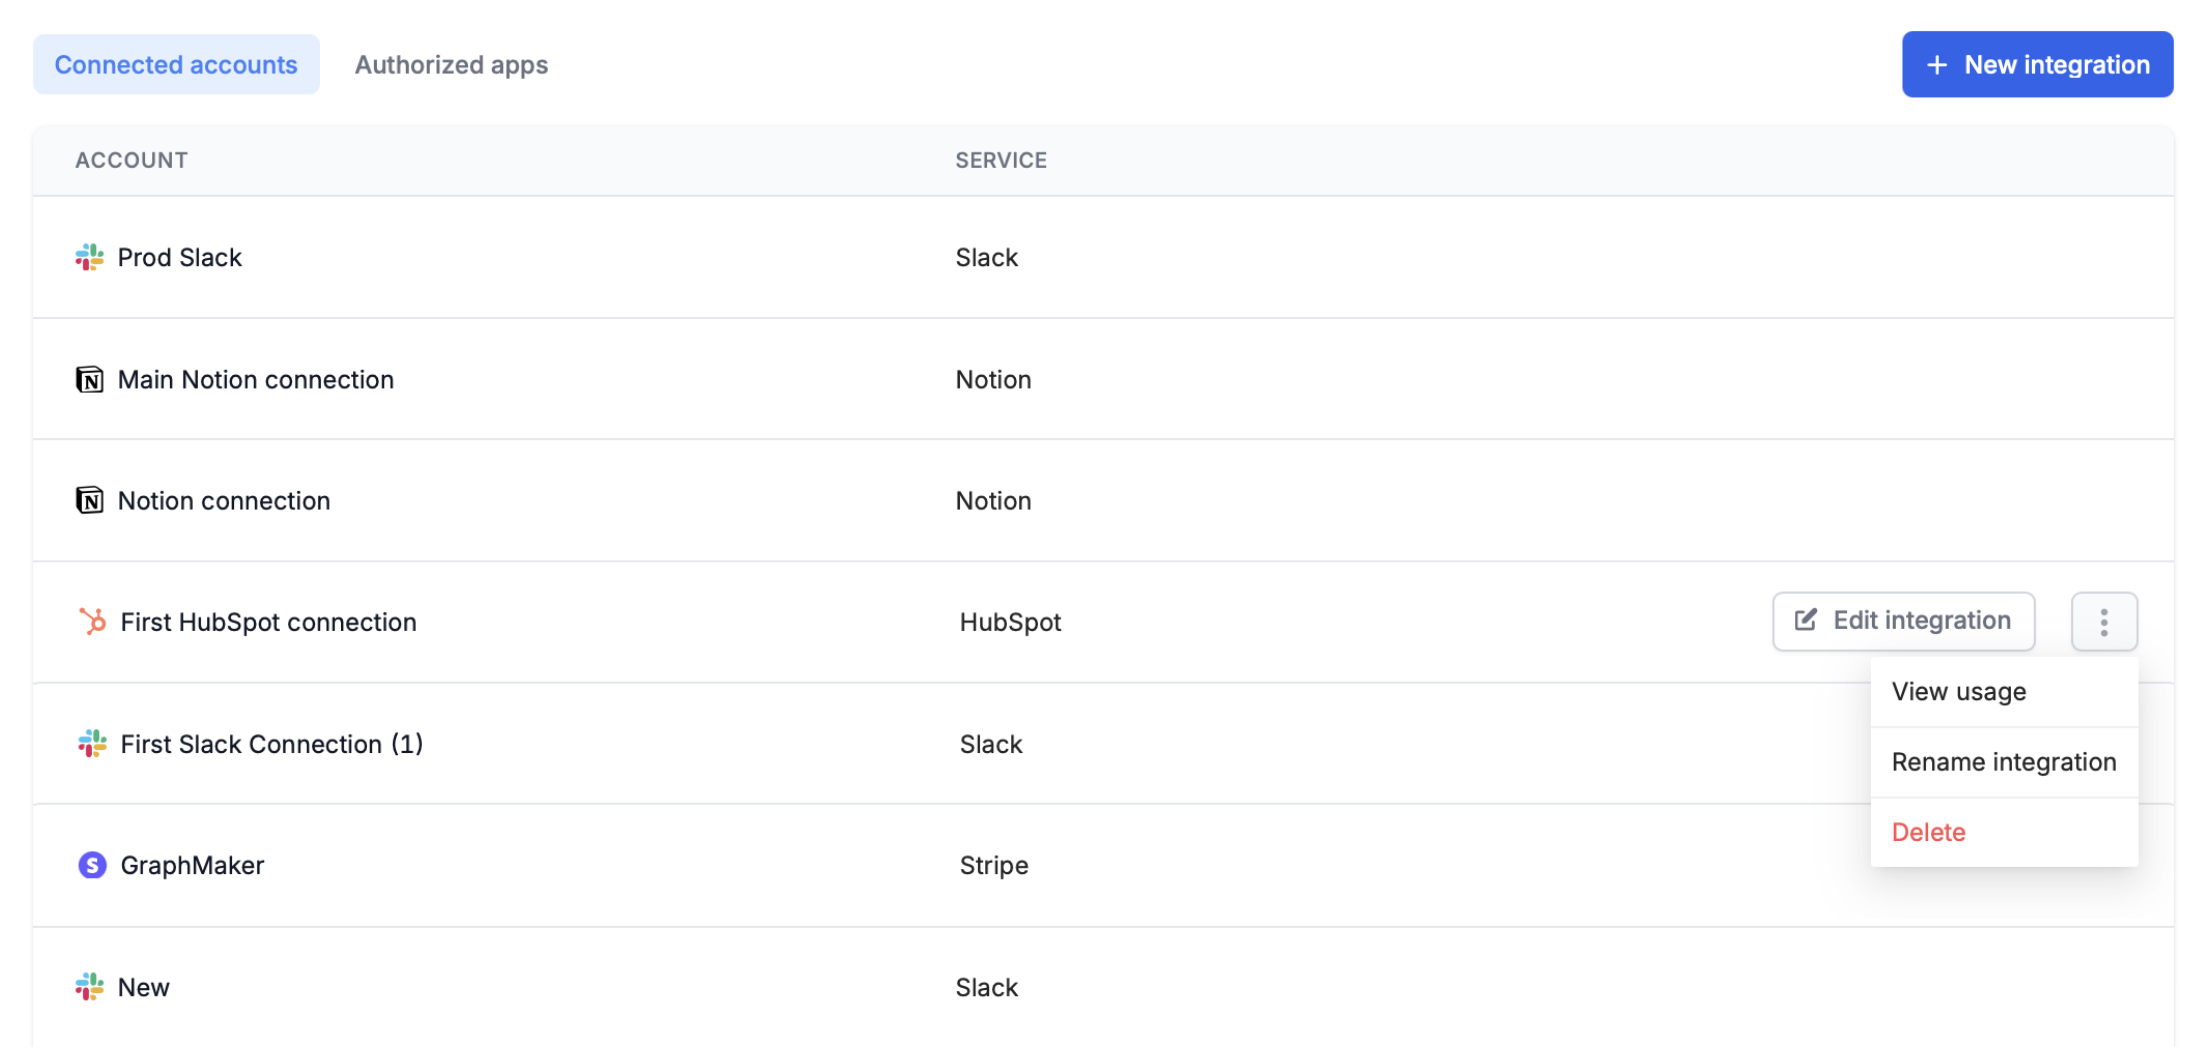 Connected accounts Authorized apps + New integration
ACCOUNT SERVICE
Prod Slack Slack
Main Notion connection Notion
Notion connection Notion
First HubSpot connection HubSpot Edit integration
View usage
First Slack Connection (1) Slack
Rename integration
Delete
GraphMaker Stripe
New Slack